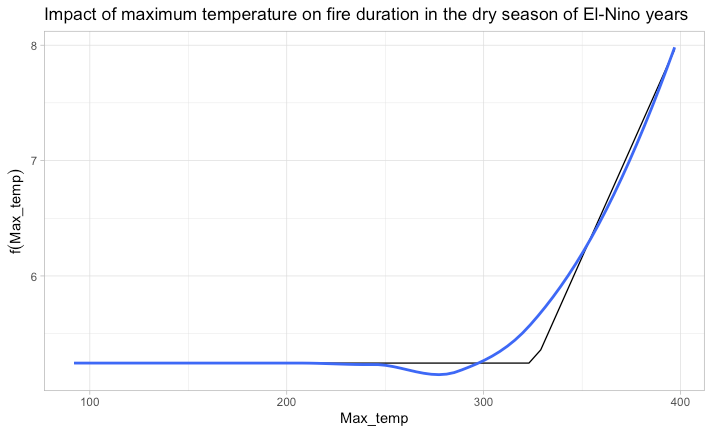 Impact of maximum temperature on fire duration in the dry season of El-Nino years
8
7
6
f(Max_temp)
100
200
300
400
Max_temp